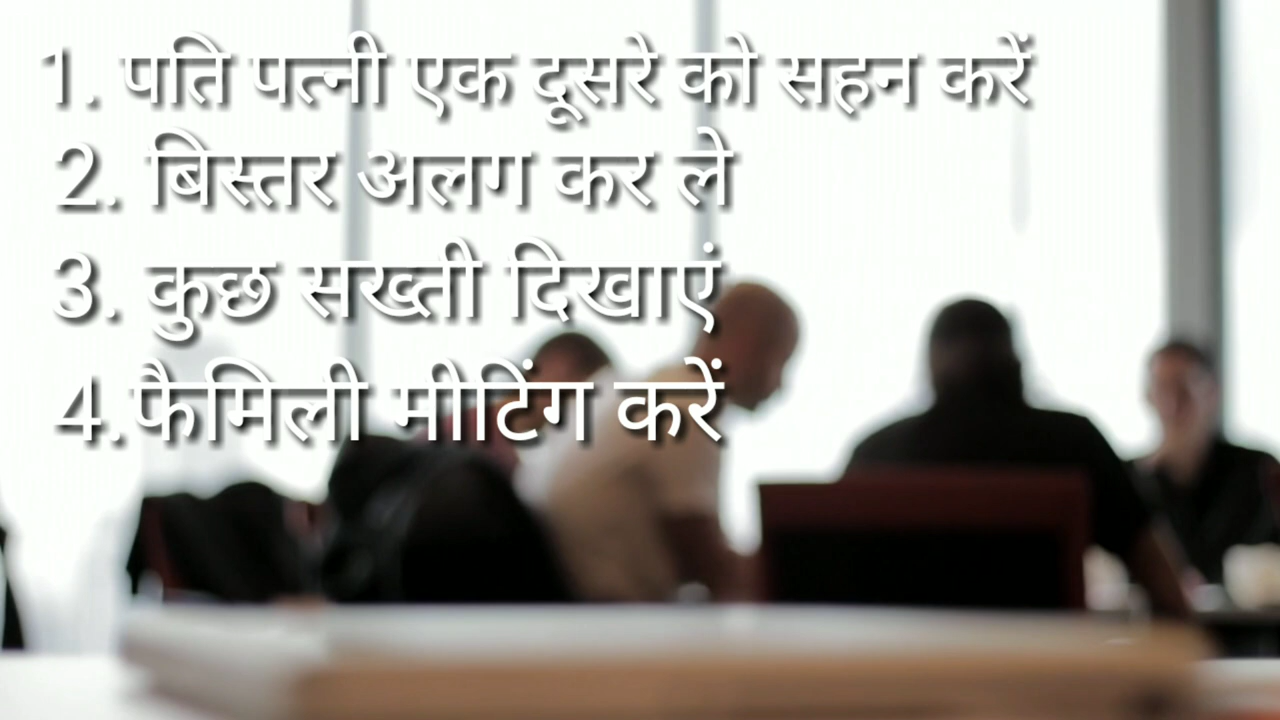 1. पति पत्नी एक दूसरे को सहन करें
2. बिस्तर अलग कर ले
3. कुछ सख्ती दिखाएं
4.फैमिली मीटिंग करें